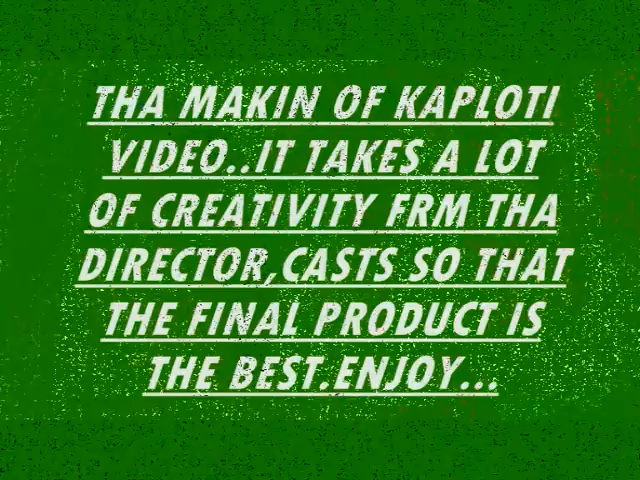 THA MAKIN OF KAPLOTI
VIDEO..IT TAKES A LOT
OF CREATIVITY FRM THA
DIRECTOR,CASTS SO THAT
THE FINAL PRODUCT IS
THE BEST.ENJOY...